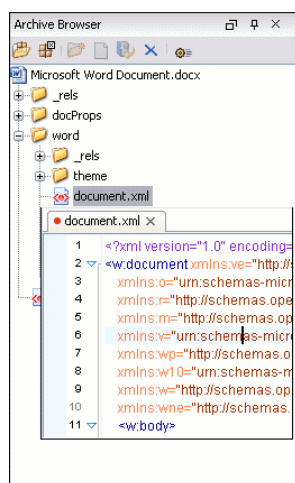 Archive Browser
Microsoft Word Document.docx
_rels
docProps
word
_rels
theme
document.xml
document.xml
1 <?xml version="1.0" encoding=
2 <w:document xmlns:ve="http://s
3 xmlns:o="urn:schemas-micr
4 xmlns:r="http://schemas.ope
5 xmlns:m="http://schemas.o
6 xmlns:v="urn:schemas-micro
7 xmlns:wp="http://schemas.o
8 xmlns:w10="urn:schemas-m
9 xmlns:w="http://schemas.o
10 xmlns:wne="http://schemas.
11 <w:body>